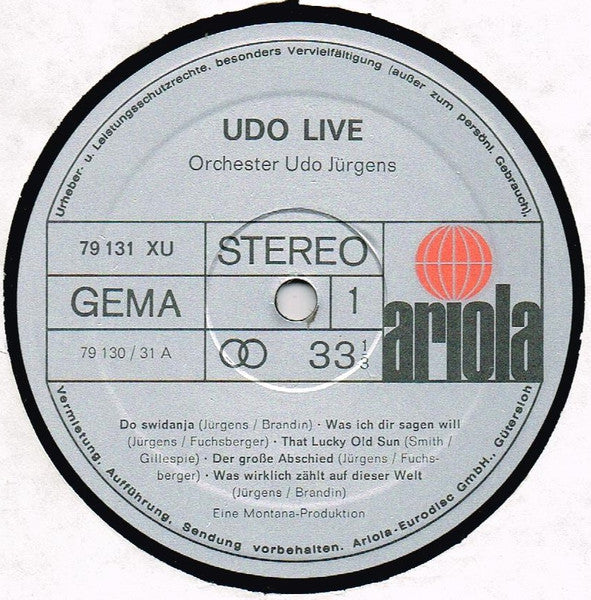 Urheber- u. Leistungsschutzrechte, besonders Vervielfältigung (außer zum persönl. Gebrauch),
UDO LIVE
Orchester Udo Jürgens
79 131 XU
STEREO
GEMA
1
ariola
79 130 / 31 A
33 1/3
Do swidanja (Jürgens / Brandin) · Was ich dir sagen will
(Jürgens / Fuchsberger) · That Lucky Old Sun (Smith /
Gillespie) · Der große Abschied (Jürgens / Fuchs-
berger) · Was wirklich zählt auf dieser Welt
(Jürgens / Brandin)
Eine Montana-Produktion
Vermietung, Aufführung, Sendung vorbehalten. Ariola-Eurodisc GmbH., Gütersloh